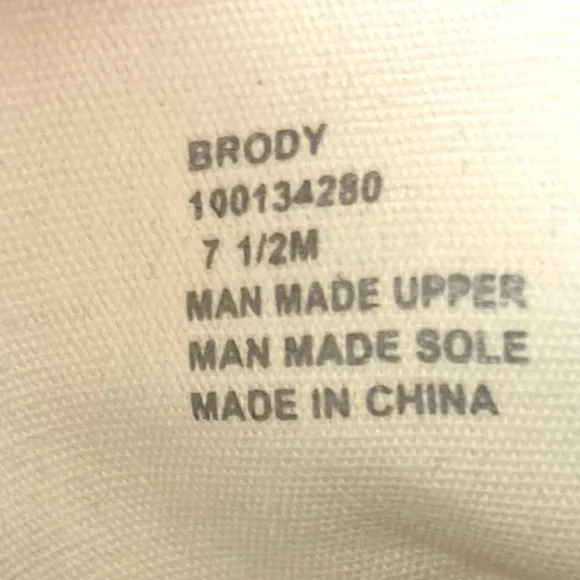 BRODY
100134280
7 1/2M
MAN MADE UPPER
MAN MADE SOLE
MADE IN CHINA